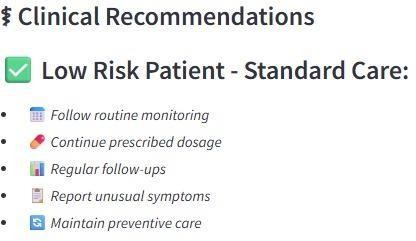 ⚕ Clinical Recommendations
✅ Low Risk Patient - Standard Care:
• 📅 Follow routine monitoring
• 💊 Continue prescribed dosage
• 📊 Regular follow-ups
• 📋 Report unusual symptoms
• 🔄 Maintain preventive care